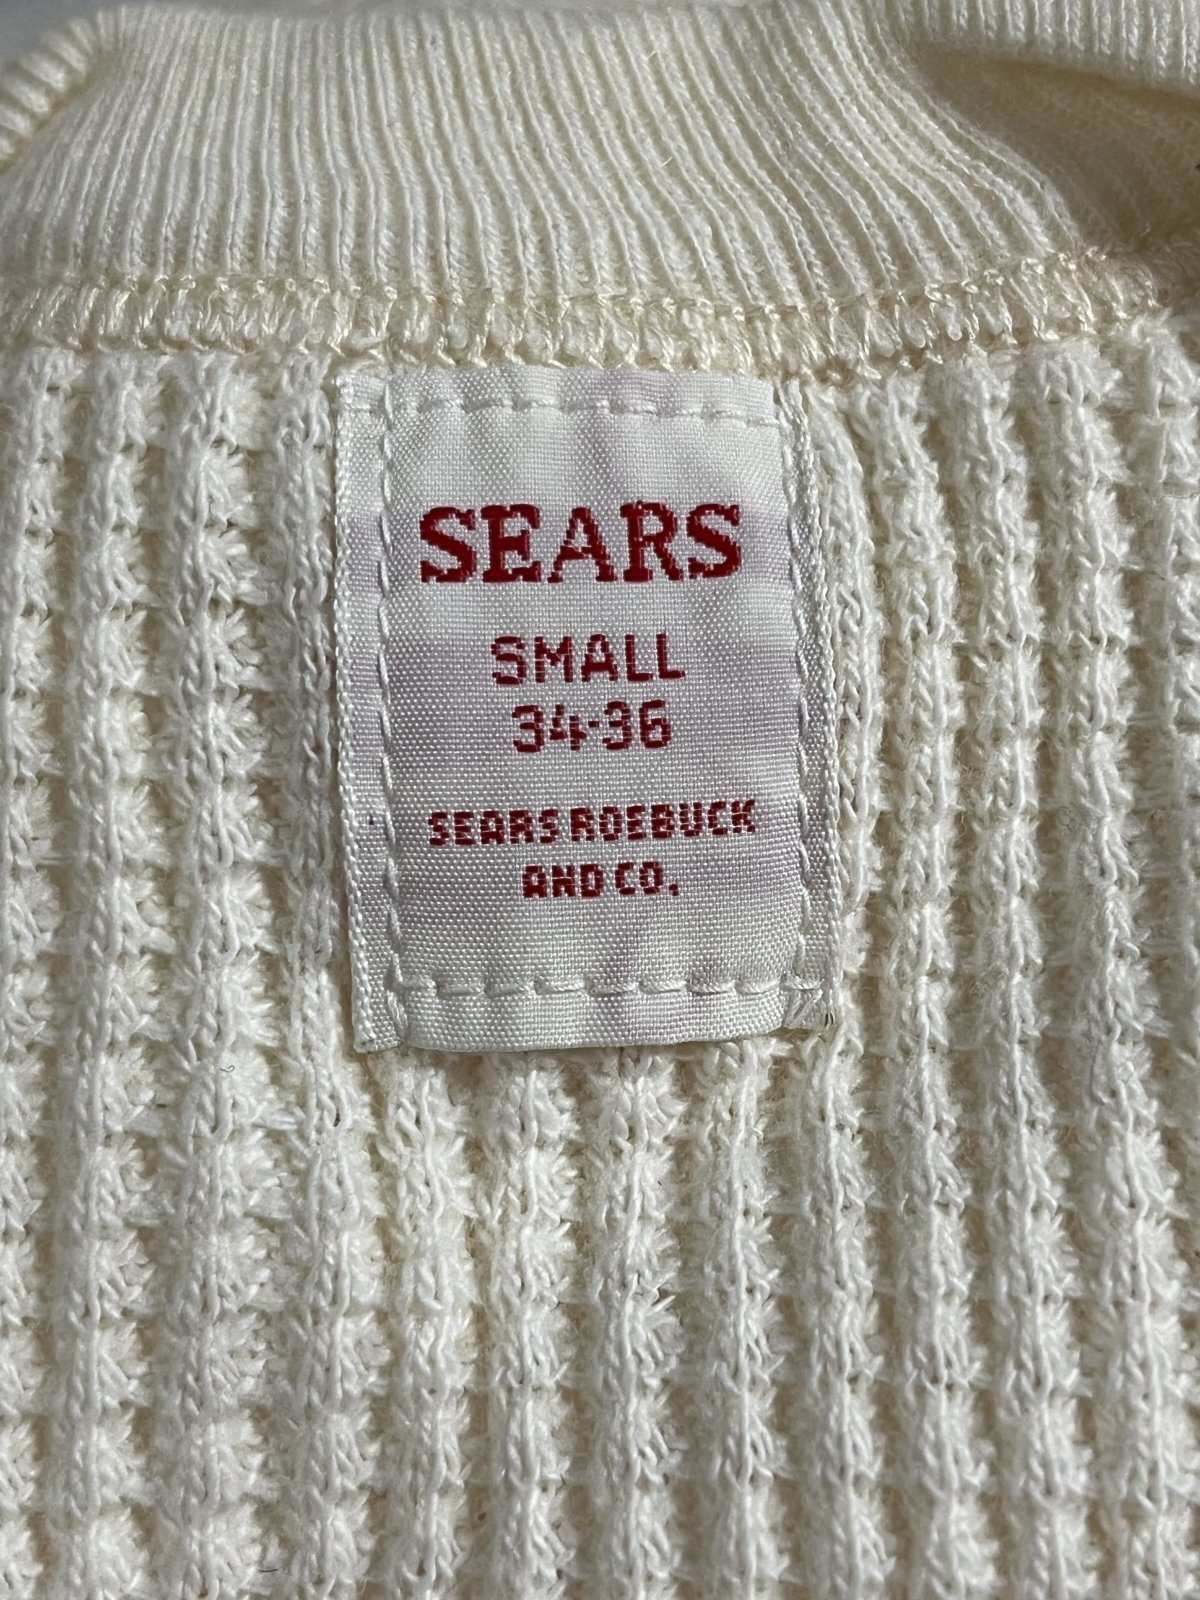 SEARS
SMALL
34-36
SEARS ROEBUCK
AND CO.